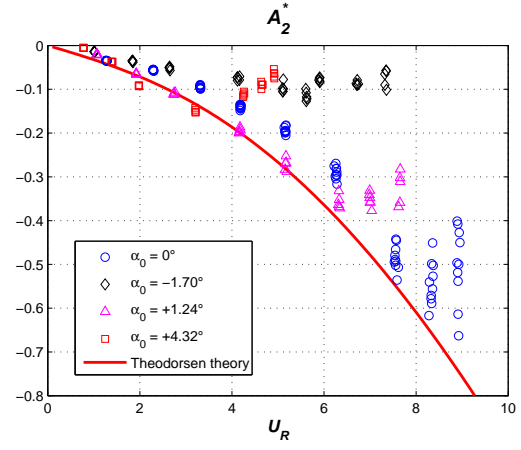 A₂*
0
−0.1
−0.2
−0.3
−0.4
−0.5
−0.6
−0.7
−0.8
0 2 4 6 8 10
U_R
α₀ = 0°
α₀ = −1.70°
α₀ = +1.24°
α₀ = +4.32°
Theodorsen theory